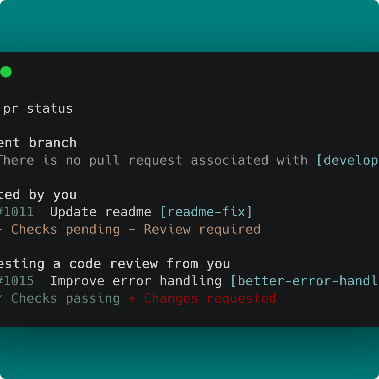 pr status
ent branch
There is no pull request associated with [develop
ted by you
#1011 Update readme [readme-fix]
- Checks pending - Review required
esting a code review from you
#1015 Improve error handling [better-error-handl
✓ Checks passing + Changes requested